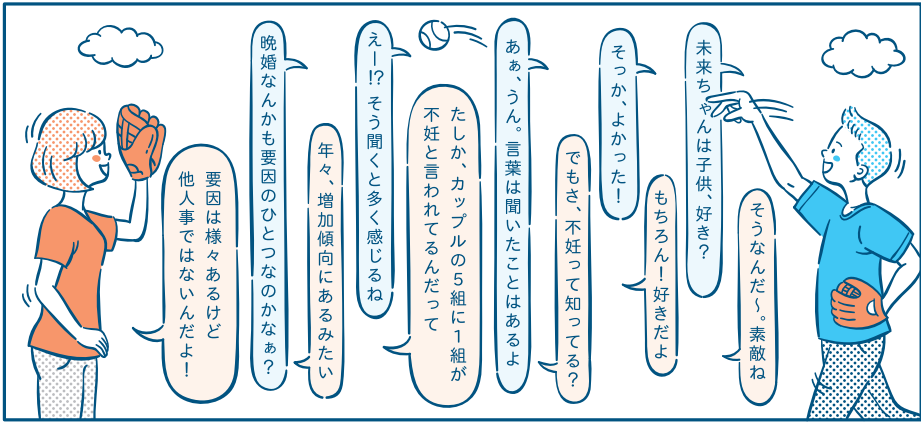 そうなんだ〜。素敵ね
未来ちゃんは子供、好き？
もちろん！好きだよ
そっか、よかった！
でもさ、不妊って知ってる？
あぁ、うん。言葉は聞いたことはあるよ
たしか、カップルの５組に１組が
不妊と言われてるんだって
えー!? そう聞くと多く感じるね
年々、増加傾向にあるみたい
晩婚なんかも要因のひとつなのかなぁ？
要因は様々あるけど
他人事ではないんだよ！